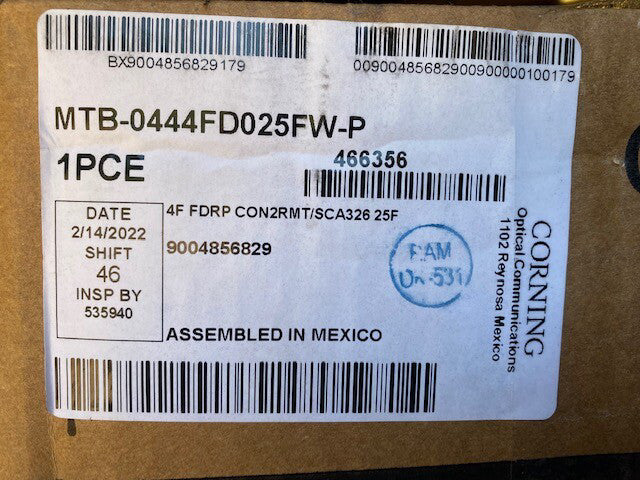 BX9004856829179
00900485682900900000100179
MTB-0444FD025FW-P
1PCE
466356
DATE
2/14/2022
SHIFT
46
INSP BY
535940
4F FDRP CON2RMT/SCA326 25F
9004856829
ASSEMBLED IN MEXICO
CORNING
Optical Communications
1102 Reynosa Mexico